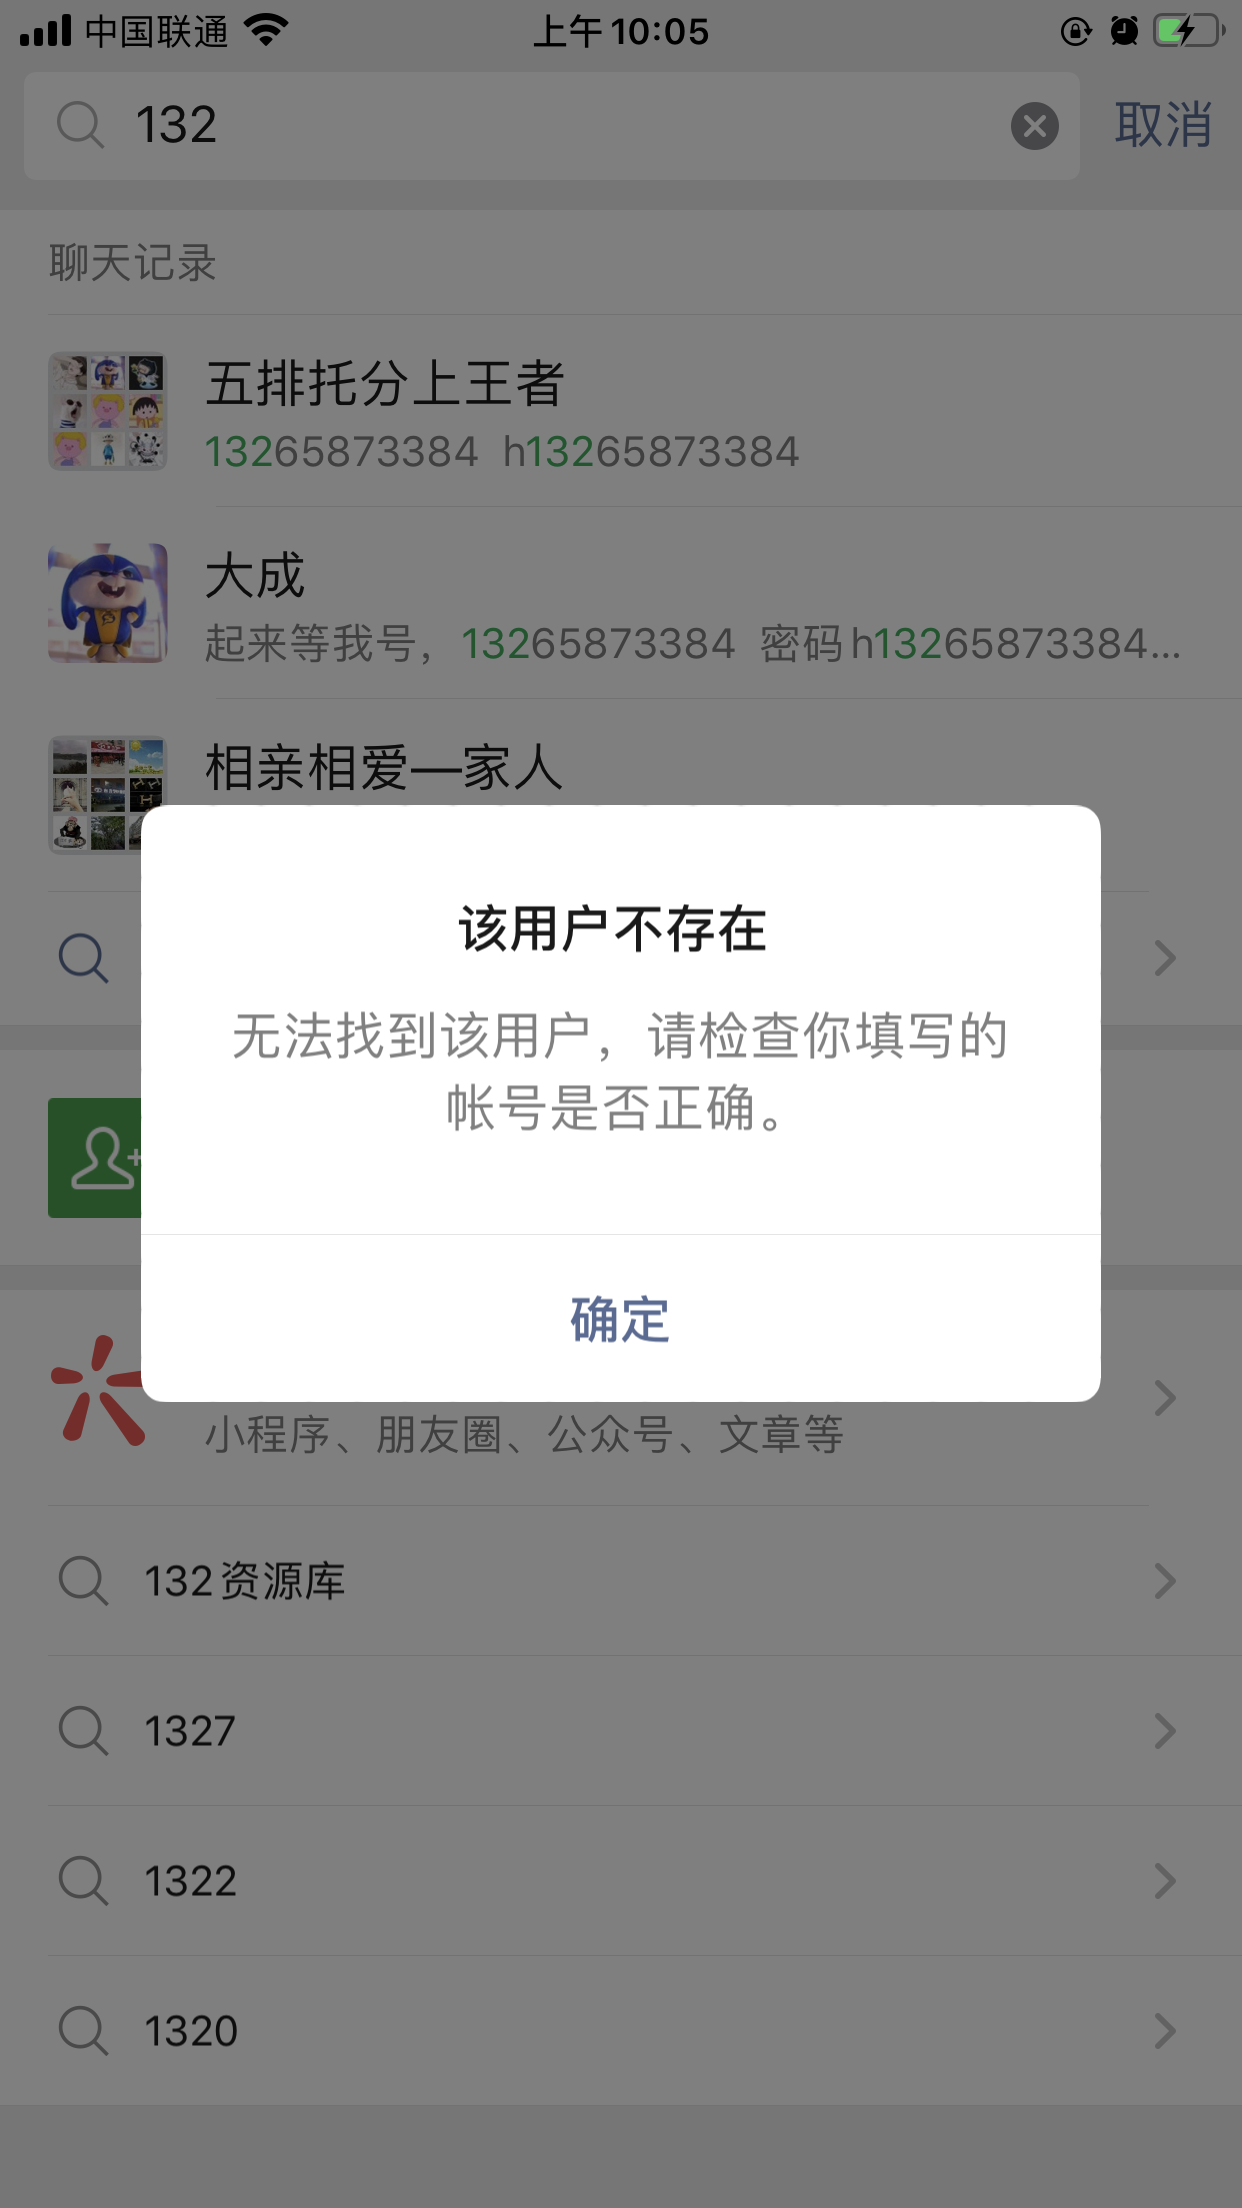 中国联通
上午10:05
132
取消
聊天记录
五排托分上王者
13265873384 h13265873384
大成
起来等我号，13265873384 密码h13265873384...
相亲相爱—家人
该用户不存在
无法找到该用户，请检查你填写的
帐号是否正确。
确定
小程序、朋友圈、公众号、文章等
132资源库
1327
1322
1320